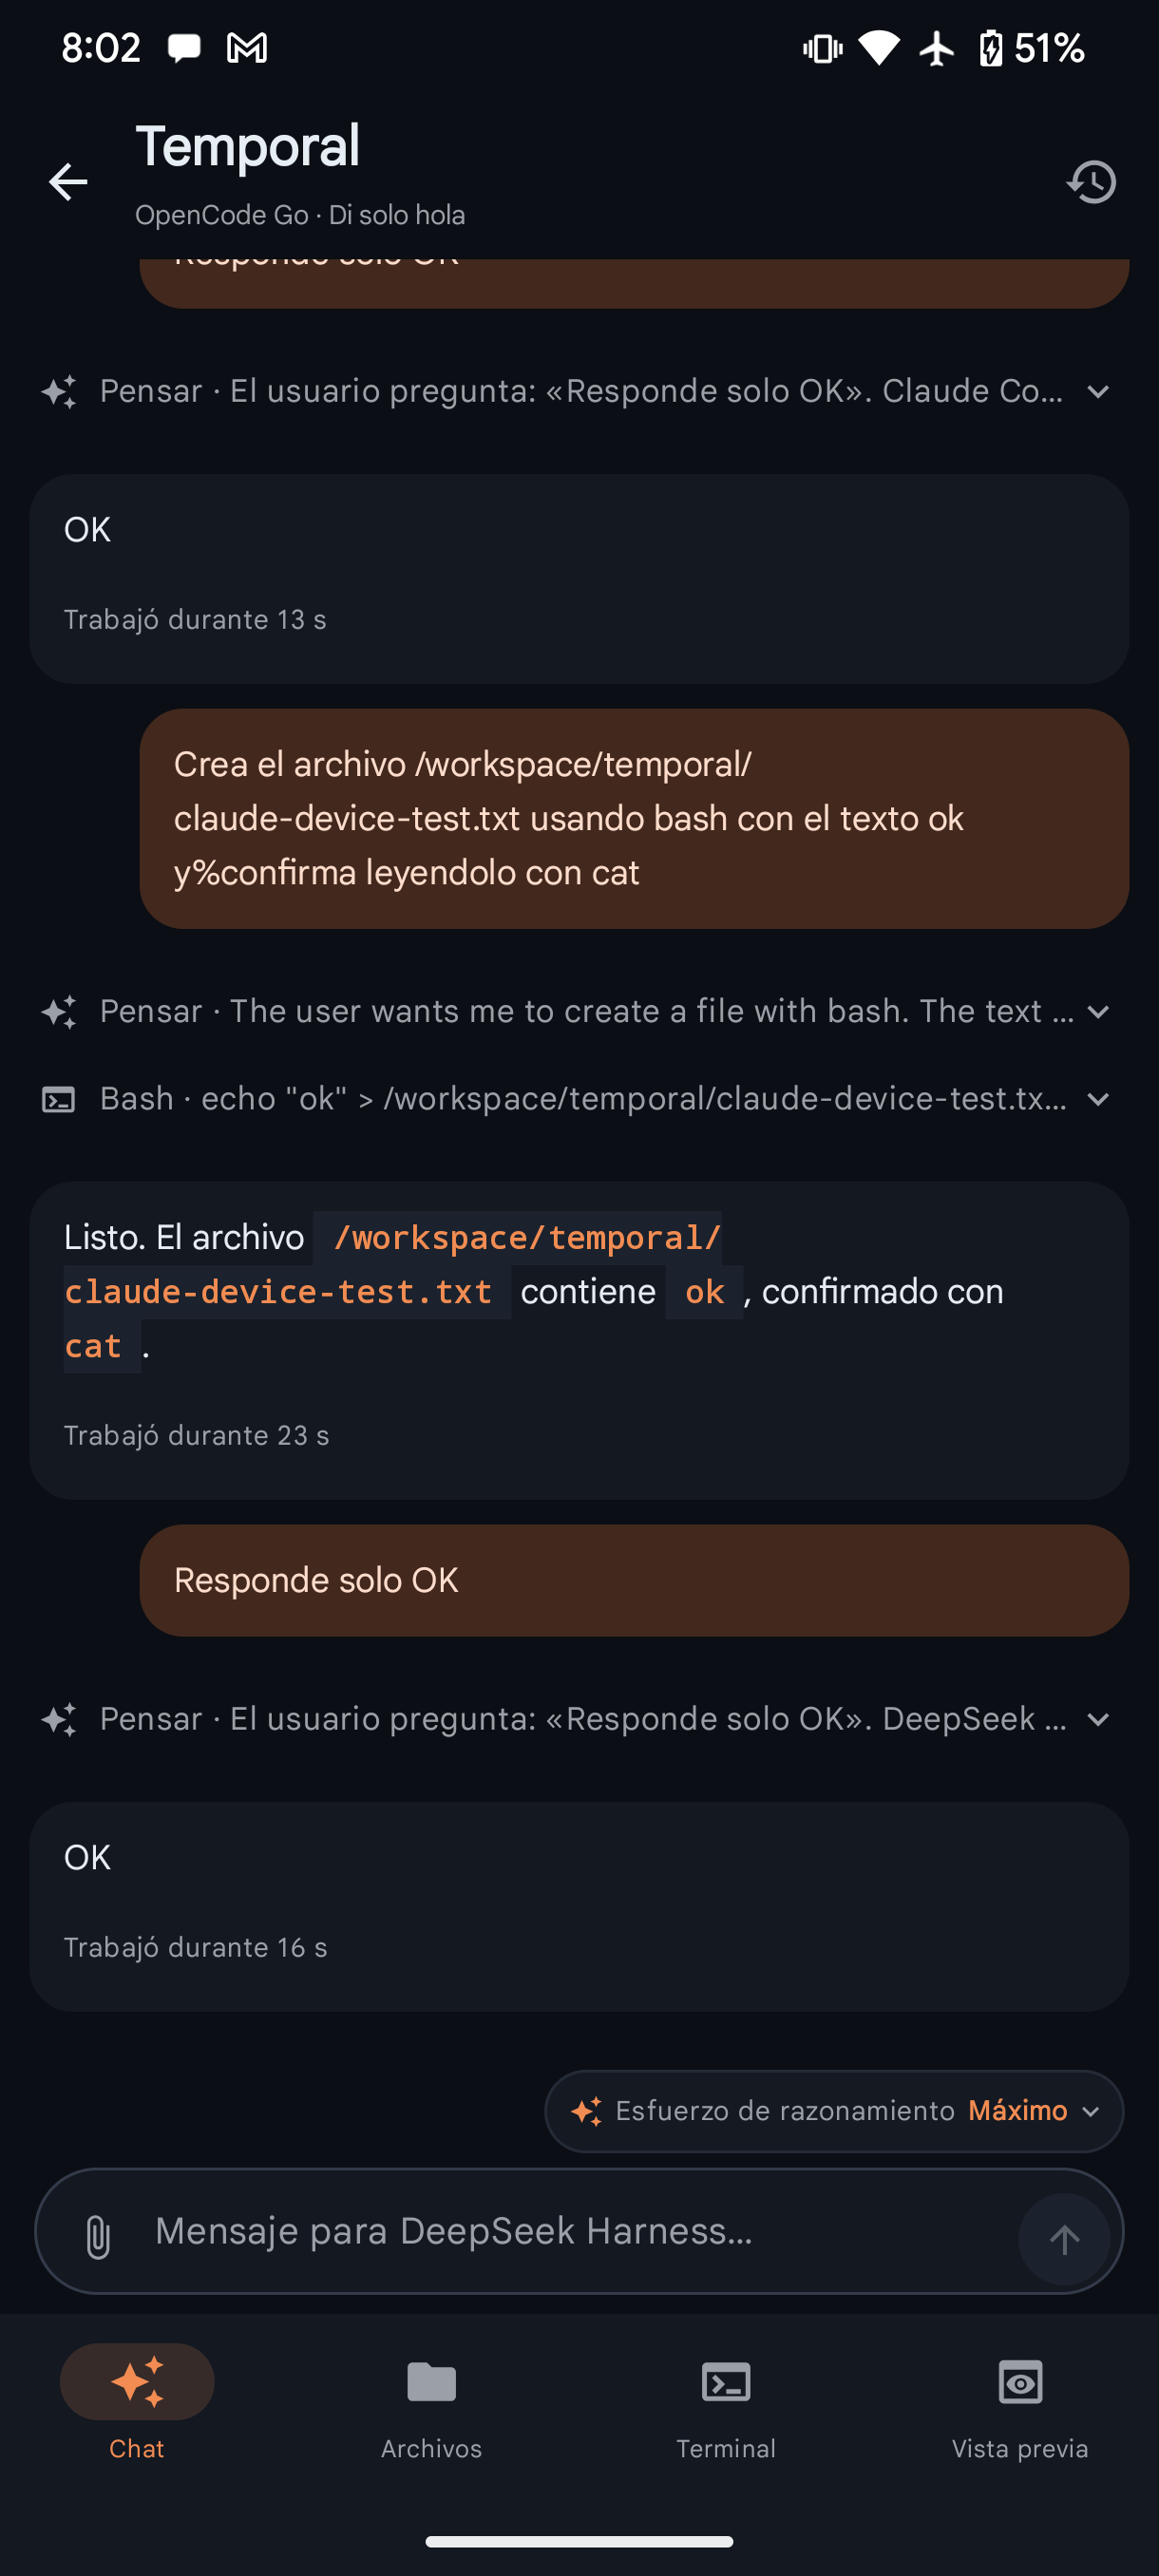 8:02
51%
Temporal
OpenCode Go · Di solo hola
Responde solo OK
Pensar · El usuario pregunta: «Responde solo OK». Claude Co...
OK
Trabajó durante 13 s
Crea el archivo /workspace/temporal/
claude-device-test.txt usando bash con el texto ok
y%confirma leyendolo con cat
Pensar · The user wants me to create a file with bash. The text ...
Bash · echo "ok" > /workspace/temporal/claude-device-test.tx...
Listo. El archivo /workspace/temporal/
claude-device-test.txt contiene ok , confirmado con
cat .
Trabajó durante 23 s
Responde solo OK
Pensar · El usuario pregunta: «Responde solo OK». DeepSeek ...
OK
Trabajó durante 16 s
Esfuerzo de razonamiento Máximo
Mensaje para DeepSeek Harness...
Chat
Archivos
Terminal
Vista previa